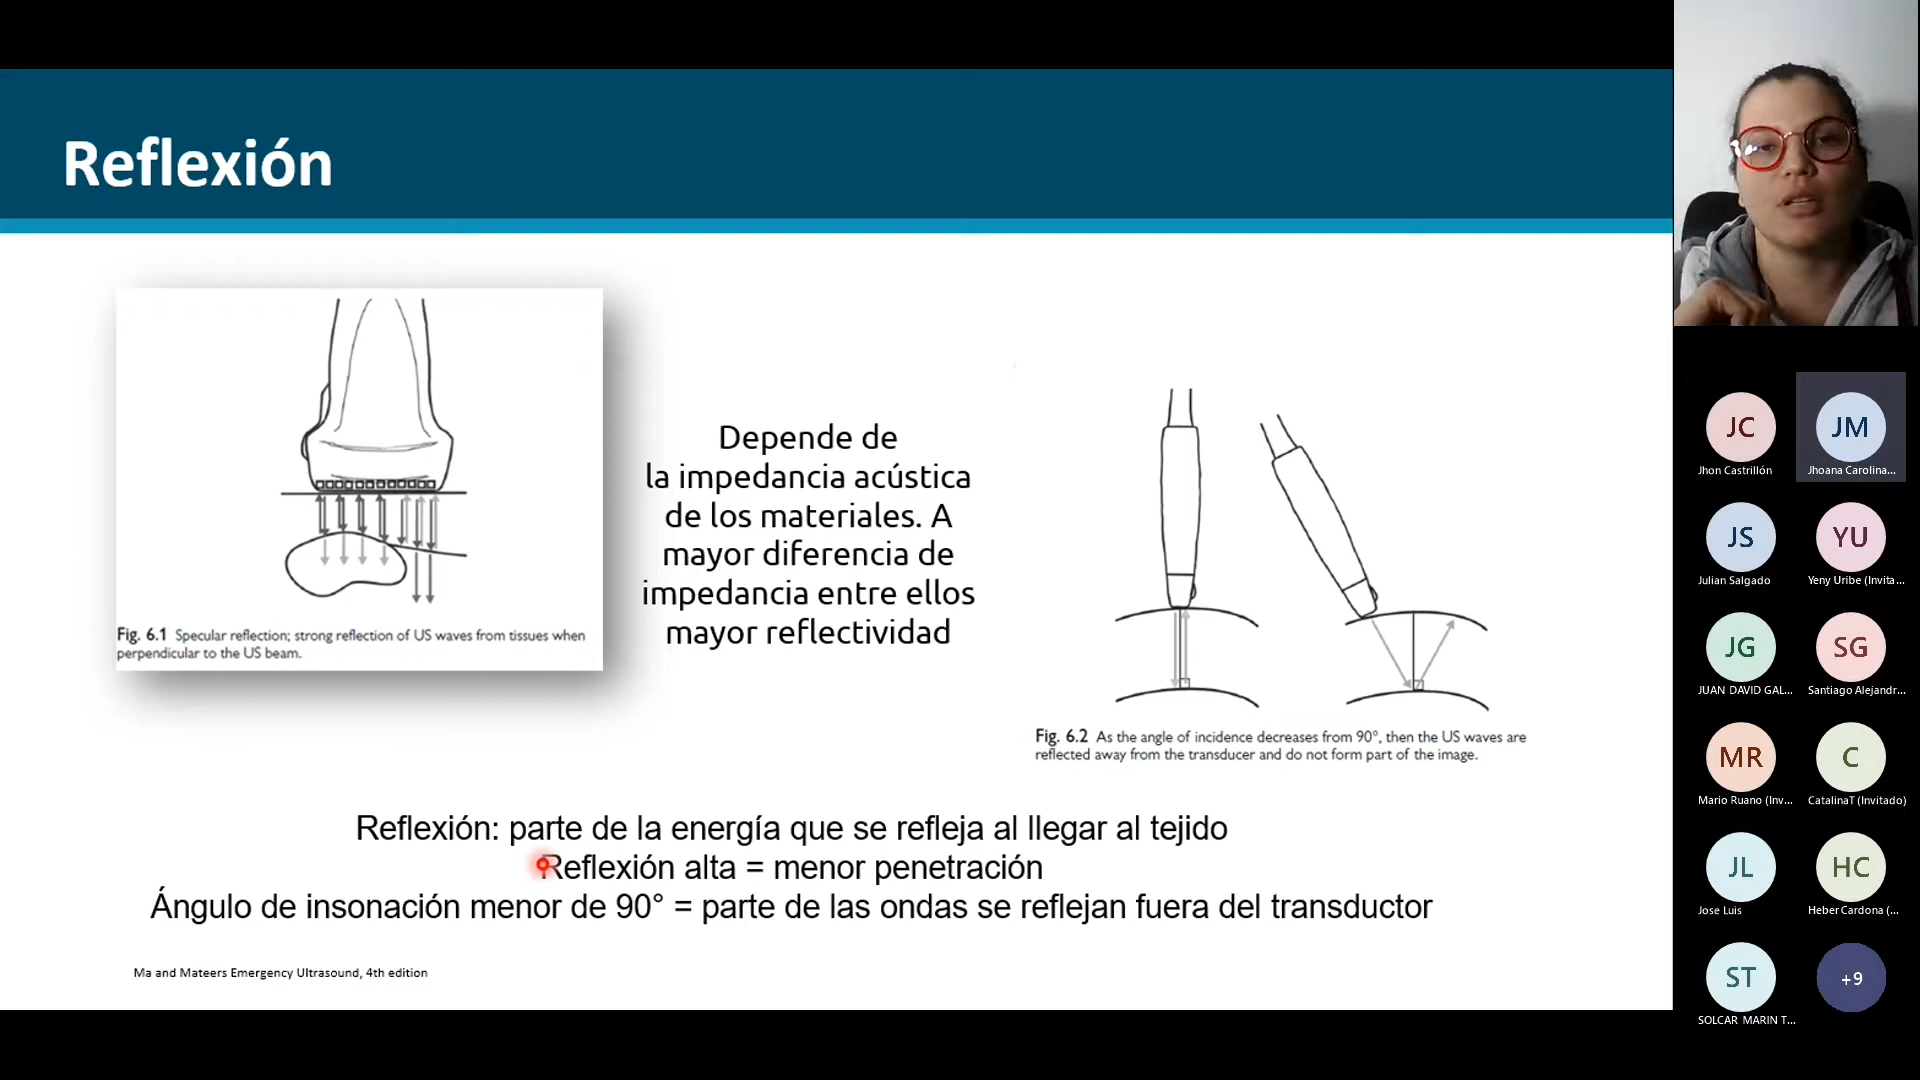 Reflexión
Fig. 6.1 Specular reflection; strong reflection of US waves from tissues when
perpendicular to the US beam.
Depende de
la impedancia acústica
de los materiales. A
mayor diferencia de
impedancia entre ellos
mayor reflectividad
Fig. 6.2 As the angle of incidence decreases from 90°, then the US waves are
reflected away from the transducer and do not form part of the image.
Reflexión: parte de la energía que se refleja al llegar al tejido
Reflexión alta = menor penetración
Ángulo de insonación menor de 90° = parte de las ondas se reflejan fuera del transductor
Ma and Mateers Emergency Ultrasound, 4th edition
JC
JM
Jhon Castrillón
Jhoana Carolina...
JS
YU
Julian Salgado
Yeny Uribe (Invita...
JG
SG
JUAN DAVID GAL...
Santiago Alejandr...
MR
C
Mario Ruano (Inv...
CatalinaT (Invitado)
JL
HC
Jose Luis
Heber Cardona (...
ST
+9
SOLCAR MARIN T...